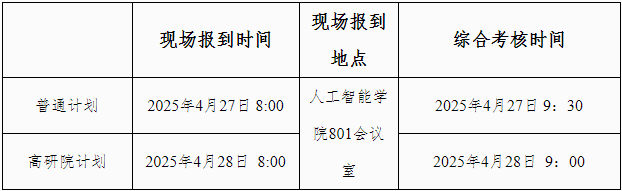 现场报到时间
现场报到
地点
综合考核时间
普通计划
2025年4月27日 8:00
人工智能学
院801会议
室
2025年4月27日 9：30
高研院计划
2025年4月28日  8:00
2025年4月28日  9：00